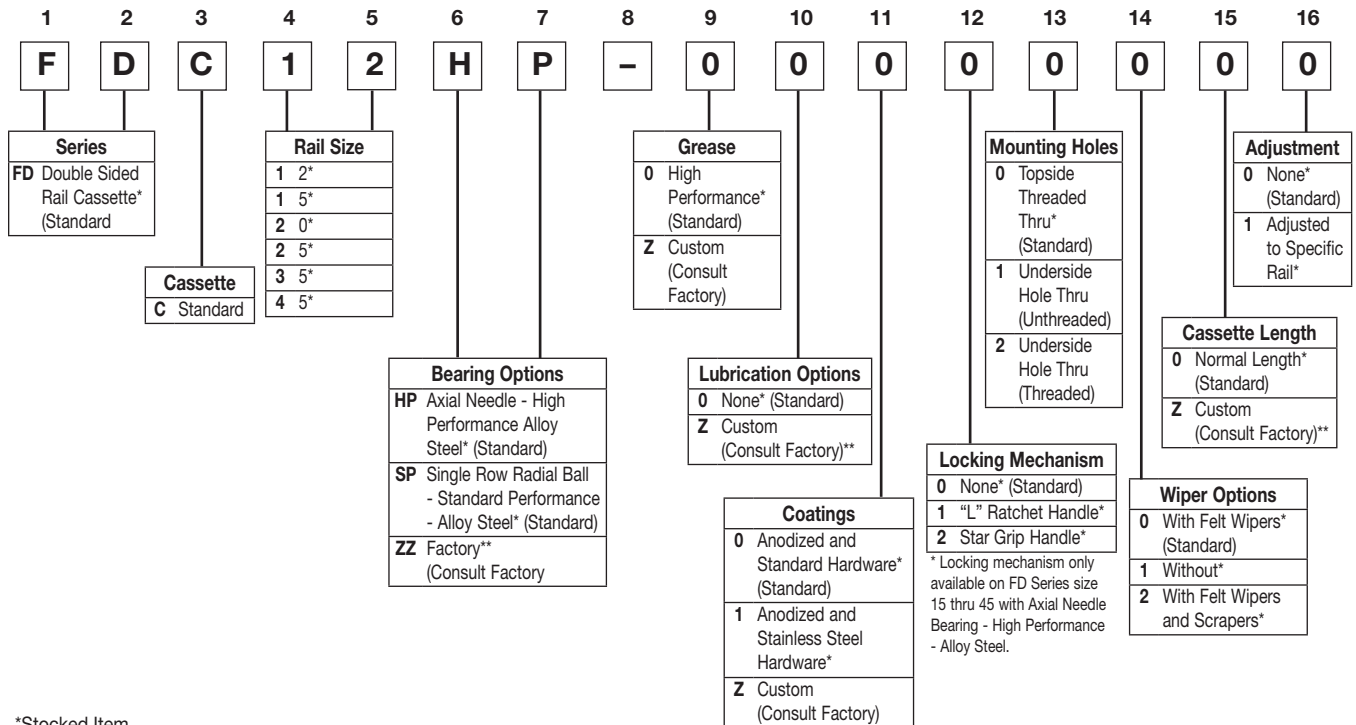 1 2 3 4 5 6 7 8 9 10 11 12 13 14 15 16
F D C 1 2 H P – 0 0 0 0 0 0 0 0
Series
FD Double Sided
Rail Cassette*
(Standard
Cassette
C Standard
Rail Size
1 2*
1 5*
2 0*
2 5*
3 5*
4 5*
Bearing Options
HP Axial Needle - High
Performance Alloy
Steel* (Standard)
SP Single Row Radial Ball
- Standard Performance
- Alloy Steel* (Standard)
ZZ Factory**
(Consult Factory
Grease
0 High
Performance*
(Standard)
Z Custom
(Consult
Factory)
Lubrication Options
0 None* (Standard)
Z Custom
(Consult Factory)**
Coatings
0 Anodized and
Standard Hardware*
(Standard)
1 Anodized and
Stainless Steel
Hardware*
Z Custom
(Consult Factory)
Locking Mechanism
0 None* (Standard)
1 “L” Ratchet Handle*
2 Star Grip Handle*
* Locking mechanism only
available on FD Series size
15 thru 45 with Axial Needle
Bearing - High Performance
- Alloy Steel.
Mounting Holes
0 Topside
Threaded
Thru*
(Standard)
1 Underside
Hole Thru
(Unthreaded)
2 Underside
Hole Thru
(Threaded)
Wiper Options
0 With Felt Wipers*
(Standard)
1 Without*
2 With Felt Wipers
and Scrapers*
Cassette Length
0 Normal Length*
(Standard)
Z Custom
(Consult Factory)**
Adjustment
0 None*
(Standard)
1 Adjusted
to Specific
Rail*
*Stocked Item